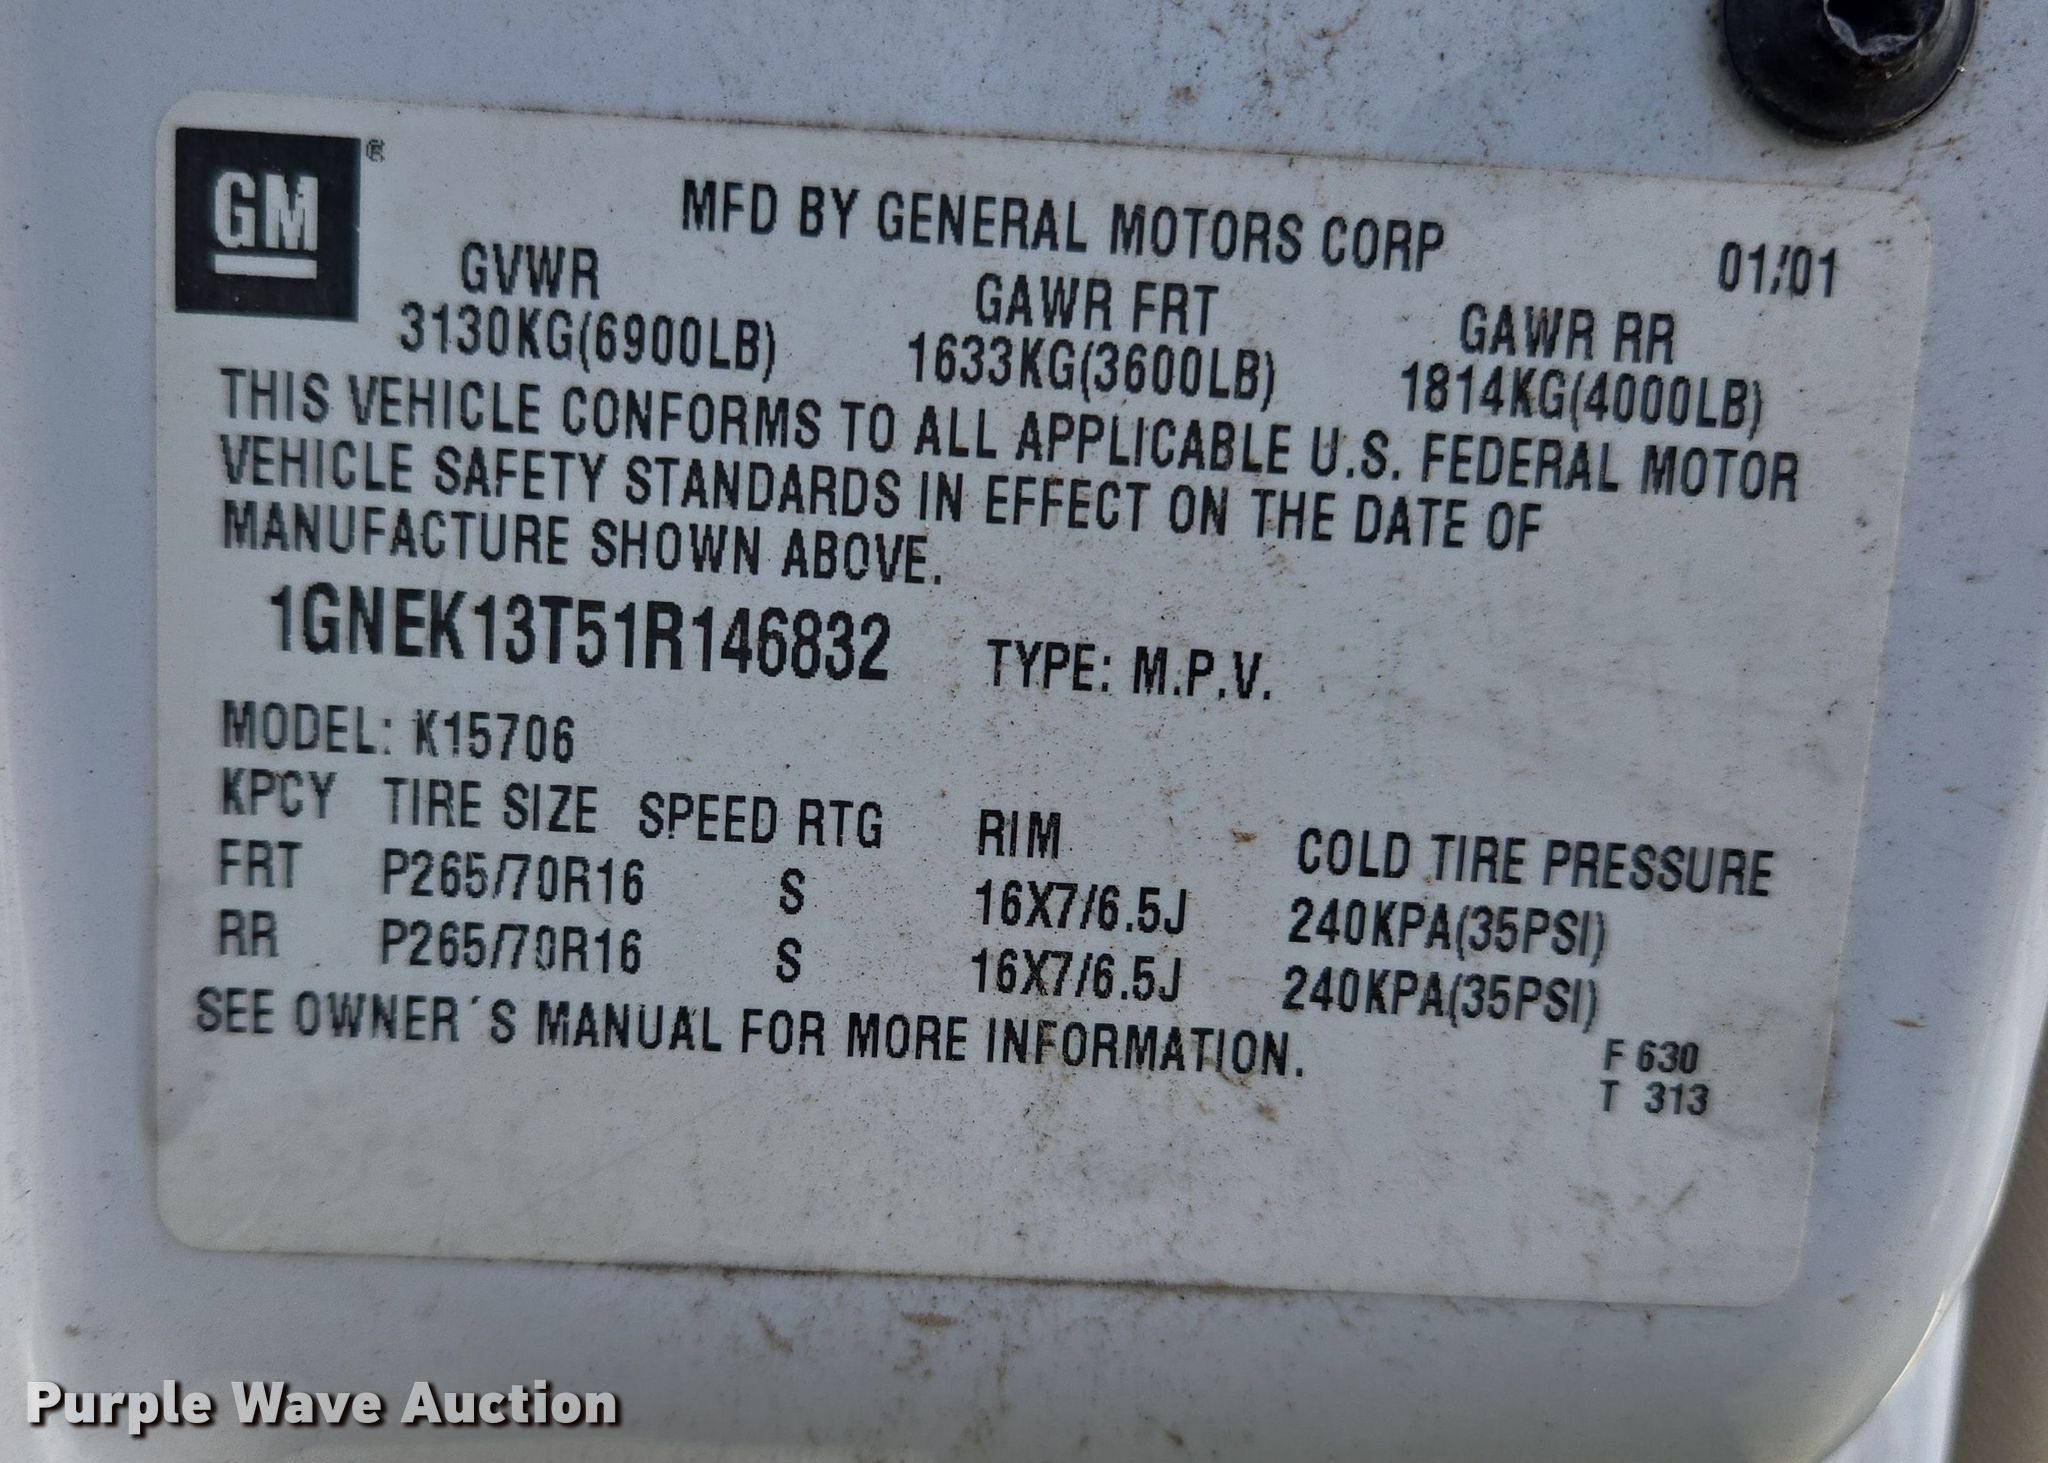 GM ®
MFD BY GENERAL MOTORS CORP 01/01
GVWR GAWR FRT GAWR RR
3130KG(6900LB) 1633KG(3600LB) 1814KG(4000LB)
THIS VEHICLE CONFORMS TO ALL APPLICABLE U.S. FEDERAL MOTOR
VEHICLE SAFETY STANDARDS IN EFFECT ON THE DATE OF
MANUFACTURE SHOWN ABOVE.
1GNEK13T51R146832 TYPE: M.P.V.
MODEL: K15706
KPCY TIRE SIZE SPEED RTG RIM COLD TIRE PRESSURE
FRT P265/70R16 S 16X7/6.5J 240KPA(35PSI)
RR P265/70R16 S 16X7/6.5J 240KPA(35PSI)
SEE OWNER´S MANUAL FOR MORE INFORMATION.
F 630
T 313
Purple Wave Auction